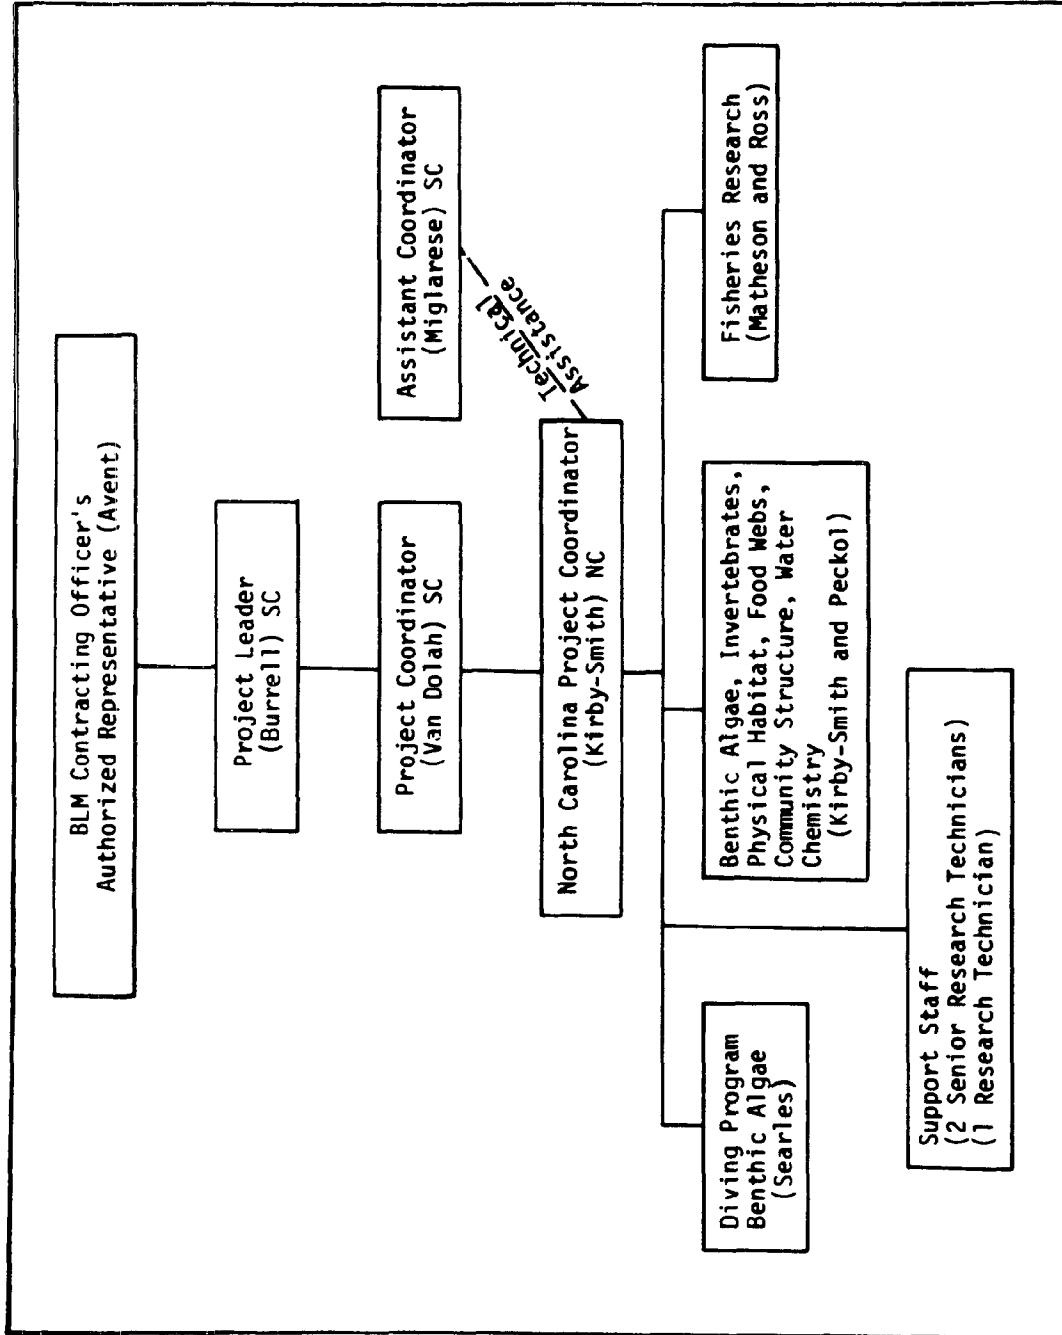 BLM Contracting Officer's
Authorized Representative (Avent)
Project Leader
(Burrell) SC
Project Coordinator
(Van Dolah) SC
Assistant Coordinator
(Miglarese) SC
Technical
Assistance
North Carolina Project Coordinator
(Kirby-Smith) NC
Diving Program
Benthic Algae
(Searles)
Benthic Algae, Invertebrates,
Physical Habitat, Food Webs,
Community Structure, Water
Chemistry
(Kirby-Smith and Peckol)
Fisheries Research
(Matheson and Ross)
Support Staff
(2 Senior Research Technicians)
(1 Research Technician)